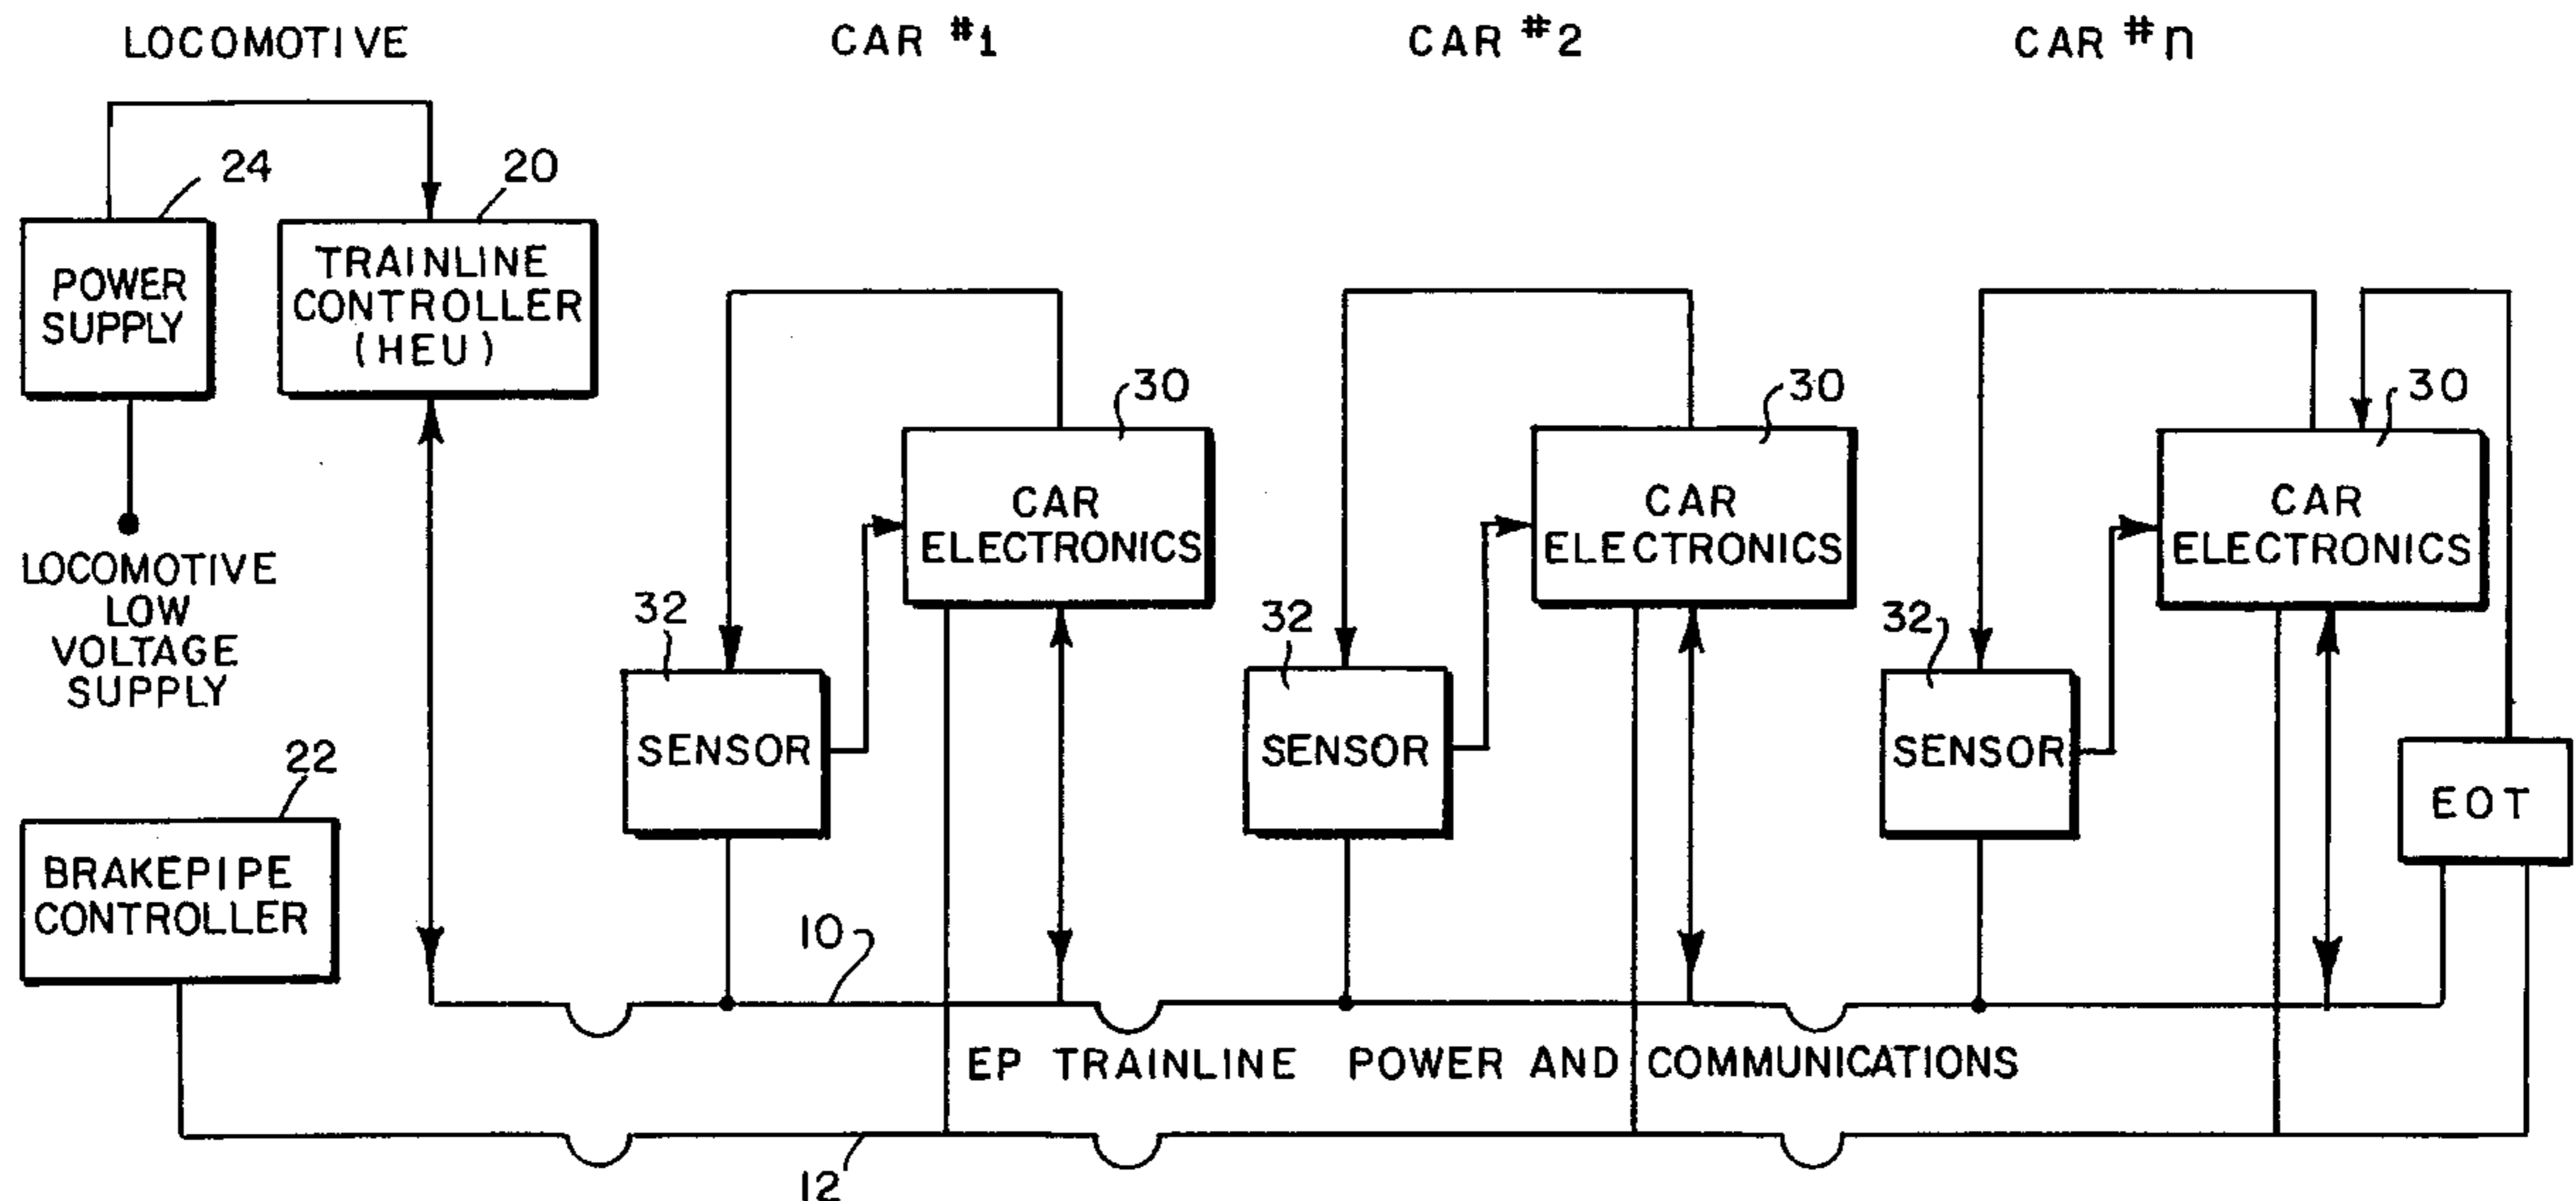 LOCOMOTIVE
CAR #1
CAR #2
CAR #n
24
20
POWER
SUPPLY
TRAINLINE
CONTROLLER
(HEU)
LOCOMOTIVE
LOW
VOLTAGE
SUPPLY
22
BRAKEPIPE
CONTROLLER
30
CAR
ELECTRONICS
32
SENSOR
30
CAR
ELECTRONICS
32
SENSOR
30
CAR
ELECTRONICS
32
SENSOR
EOT
10
EP TRAINLINE POWER AND COMMUNICATIONS
12